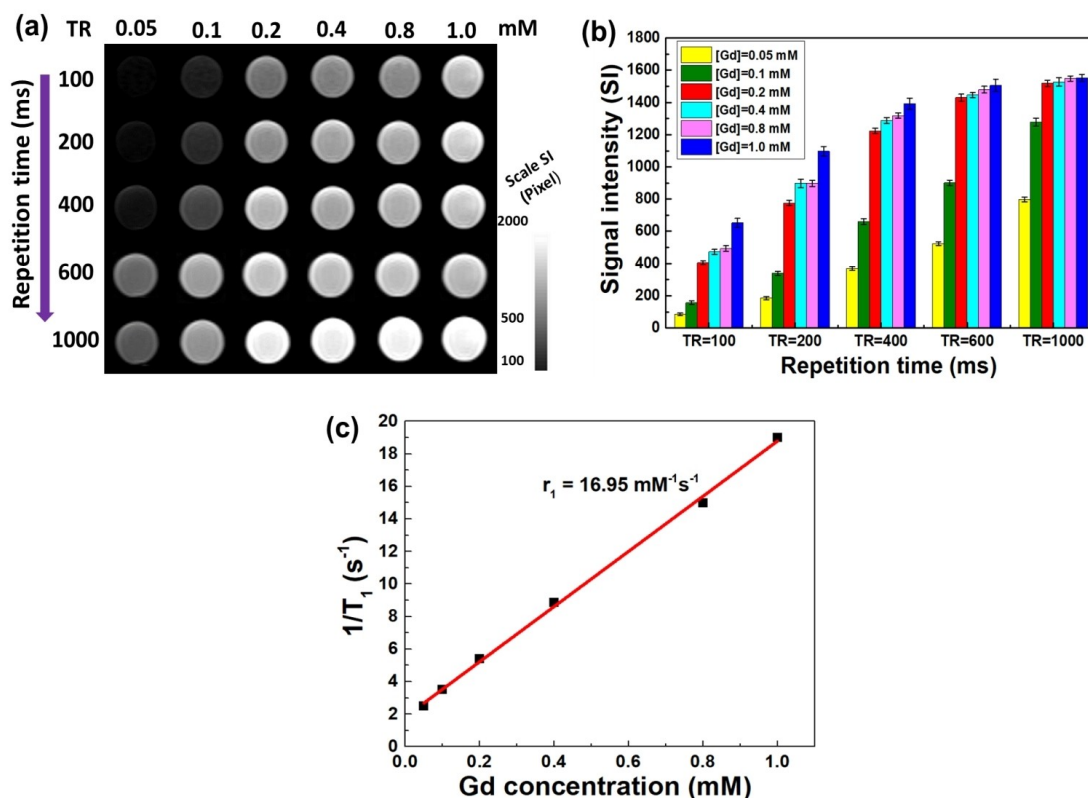 (a)
TR 0.05 0.1 0.2 0.4 0.8 1.0 mM
Repetition time (ms)
100
200
400
600
1000
Scale SI
(Pixel)
2000
500
100
(b)
Signal intensity (SI)
1800
1600
1400
1200
1000
800
600
400
200
0
[Gd]=0.05 mM
[Gd]=0.1 mM
[Gd]=0.2 mM
[Gd]=0.4 mM
[Gd]=0.8 mM
[Gd]=1.0 mM
TR=100 TR=200 TR=400 TR=600 TR=1000
Repetition time (ms)
(c)
1/T₁ (s⁻¹)
20
18
16
14
12
10
8
6
4
2
0
r₁ = 16.95 mM⁻¹s⁻¹
0.0 0.2 0.4 0.6 0.8 1.0
Gd concentration (mM)